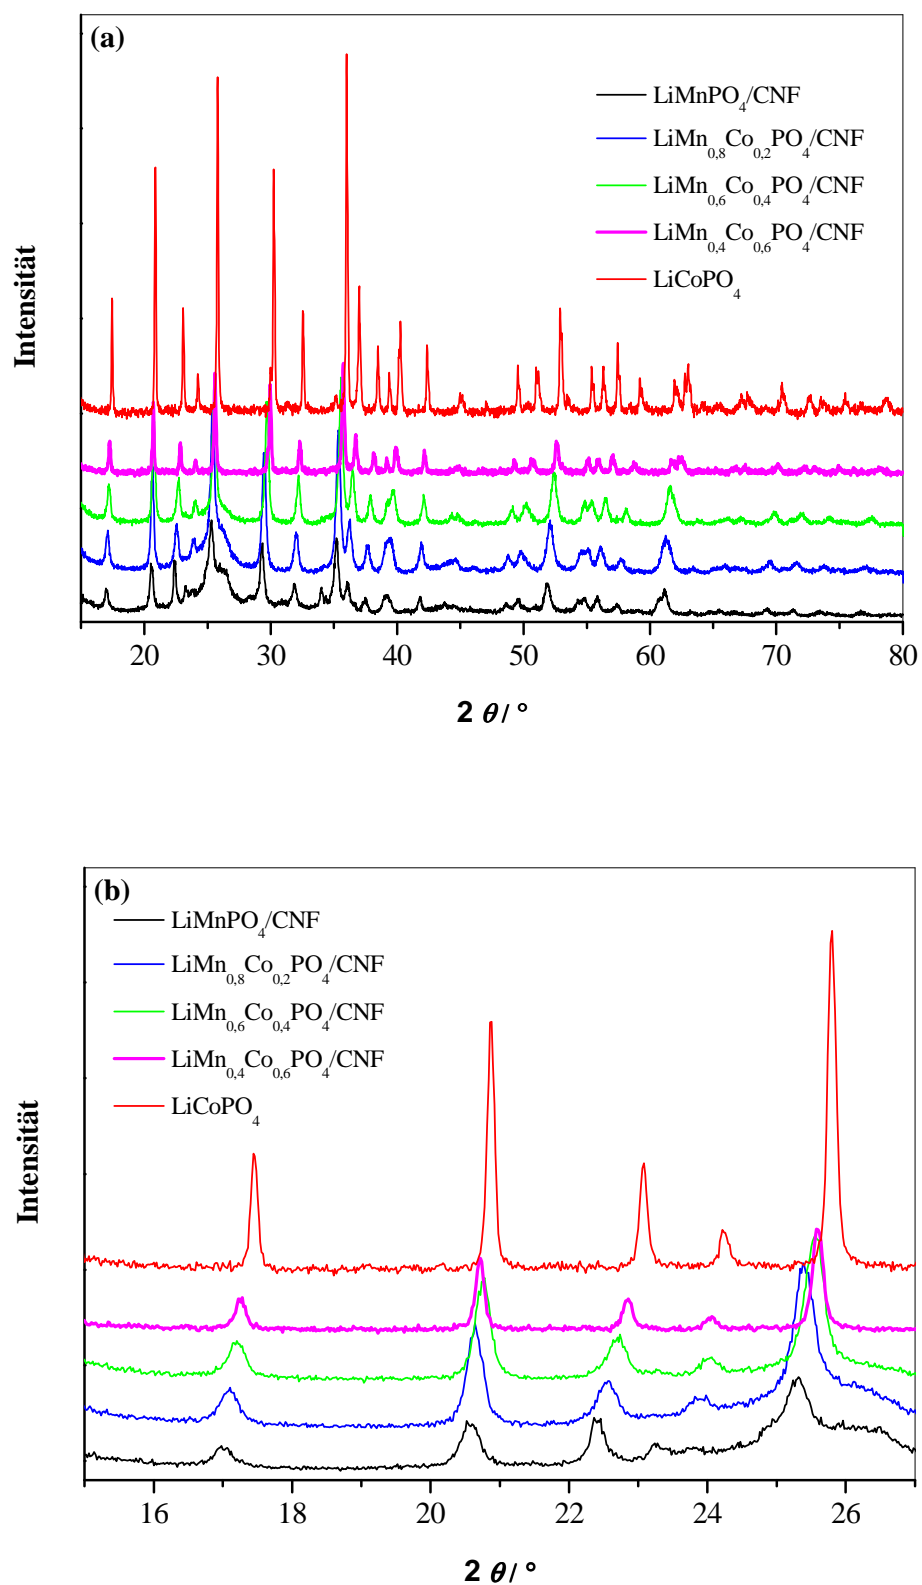 (a)
LiMnPO4/CNF
LiMn0,8Co0,2PO4/CNF
LiMn0,6Co0,4PO4/CNF
LiMn0,4Co0,6PO4/CNF
LiCoPO4
Intensität
20 30 40 50 60 70 80
2 θ / °
(b)
LiMnPO4/CNF
LiMn0,8Co0,2PO4/CNF
LiMn0,6Co0,4PO4/CNF
LiMn0,4Co0,6PO4/CNF
LiCoPO4
Intensität
16 18 20 22 24 26
2 θ / °